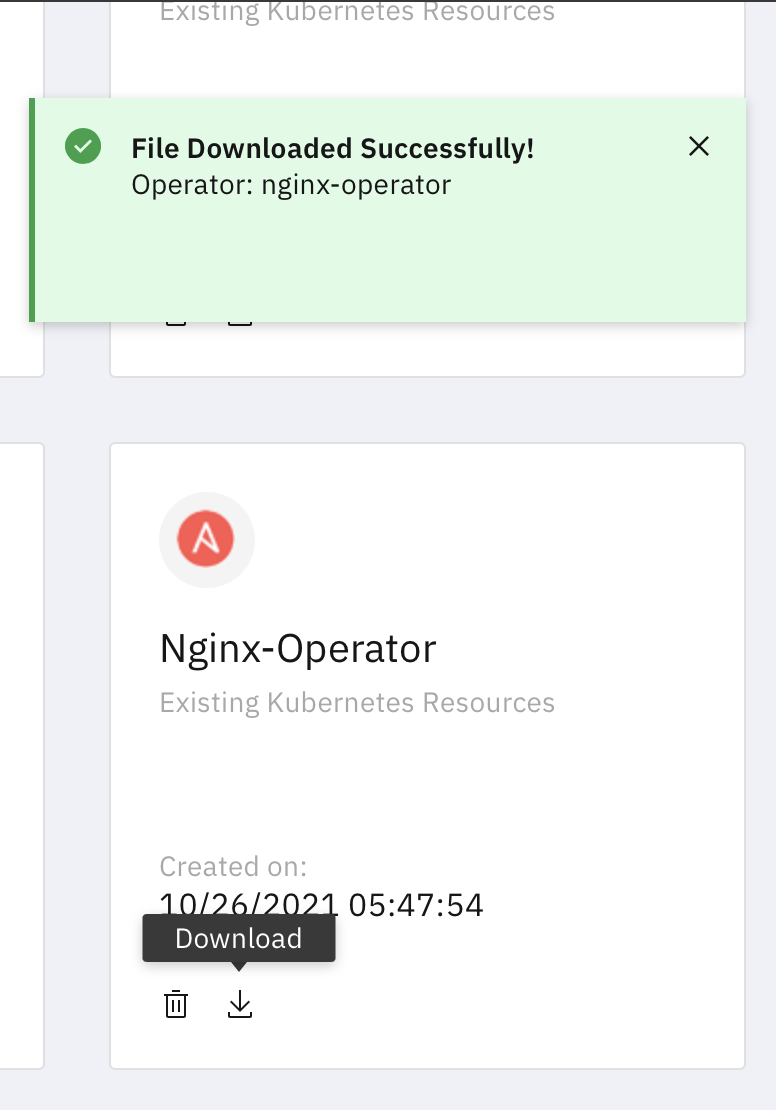 Existing Kubernetes Resources
File Downloaded Successfully!
Operator: nginx-operator
Nginx-Operator
Existing Kubernetes Resources
Created on:
10/26/2021 05:47:54
Download